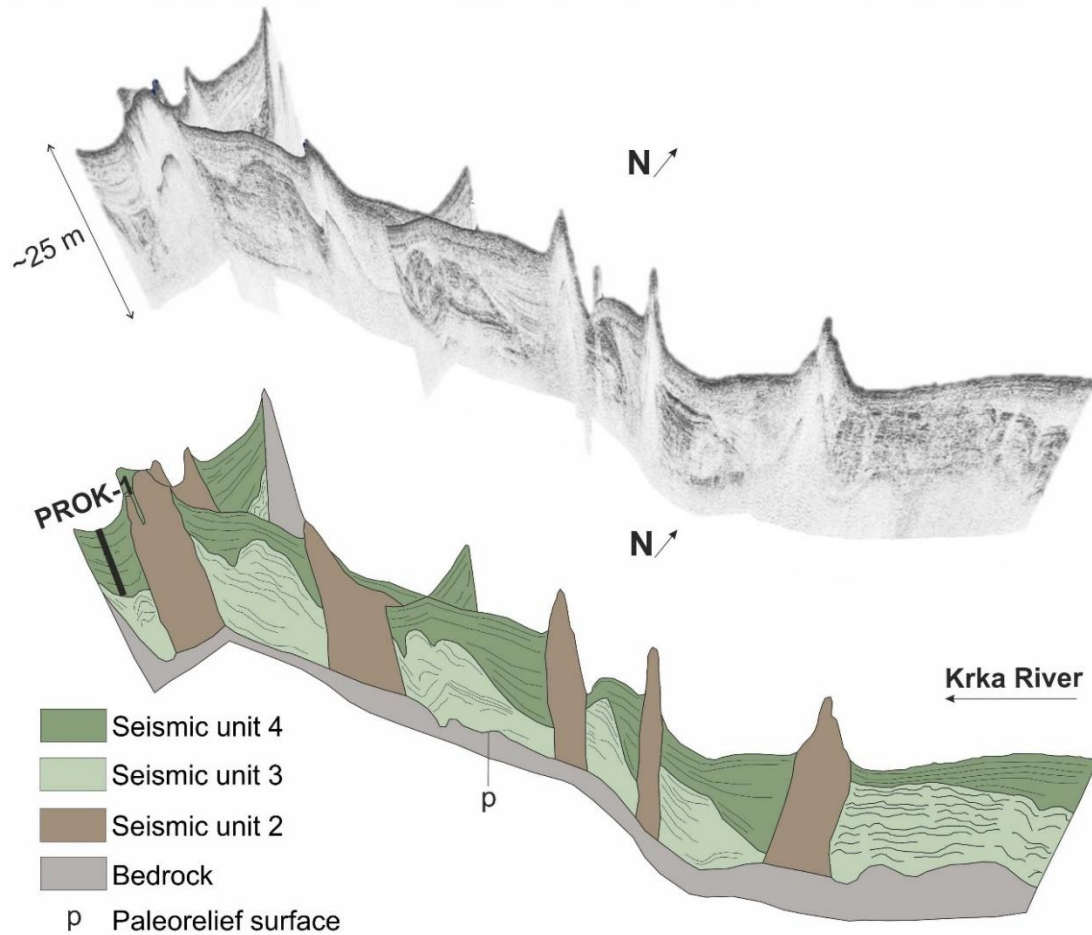 N
~25 m
N
PROK-1
Krka River
Seismic unit 4
Seismic unit 3
p
Seismic unit 2
Bedrock
p Paleorelief surface